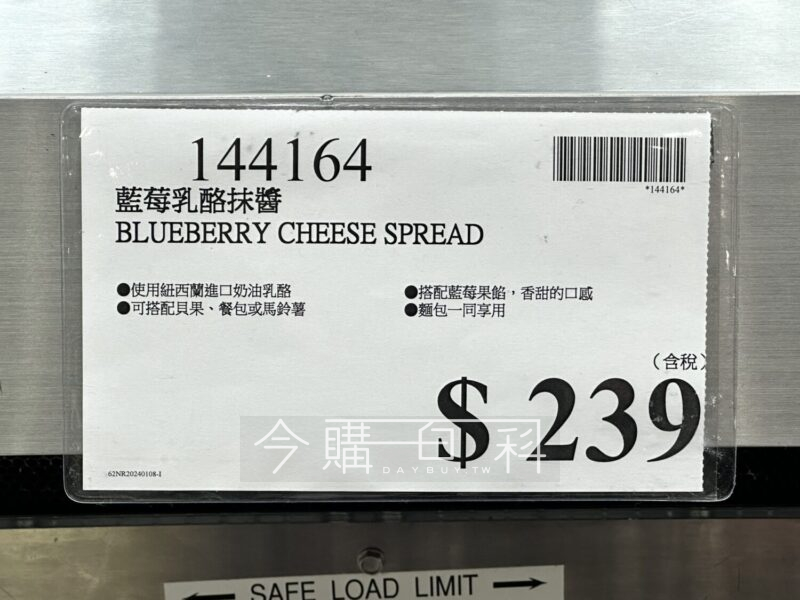 144164
*144164*
藍莓乳酪抹醬
BLUEBERRY CHEESE SPREAD
●使用紐西蘭進口奶油乳酪
●可搭配貝果、餐包或馬鈴薯
●搭配藍莓果餡，香甜的口感
●麵包一同享用
（含稅）
$ 239
今購百科
DAYBUY.TW
62NR20240108-1
SAFE LOAD LIMIT